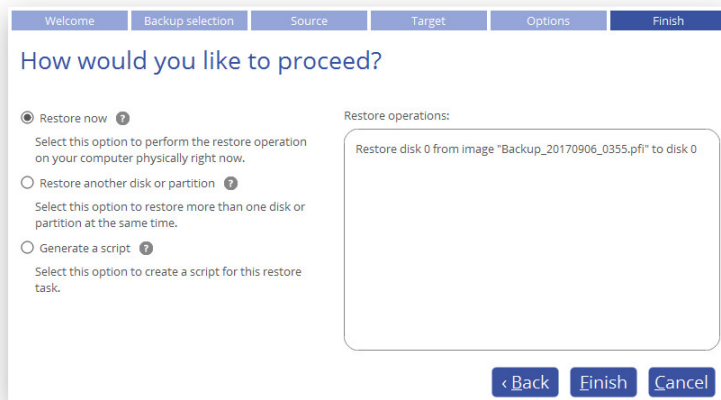 Welcome
Backup selection
Source
Target
Options
Finish
How would you like to proceed?
Restore now ?
Select this option to perform the restore operation
on your computer physically right now.
Restore another disk or partition ?
Select this option to restore more than one disk or
partition at the same time.
Generate a script ?
Select this option to create a script for this restore
task.
Restore operations:
Restore disk 0 from image "Backup_20170906_0355.pfi" to disk 0
‹ Back
Finish
Cancel